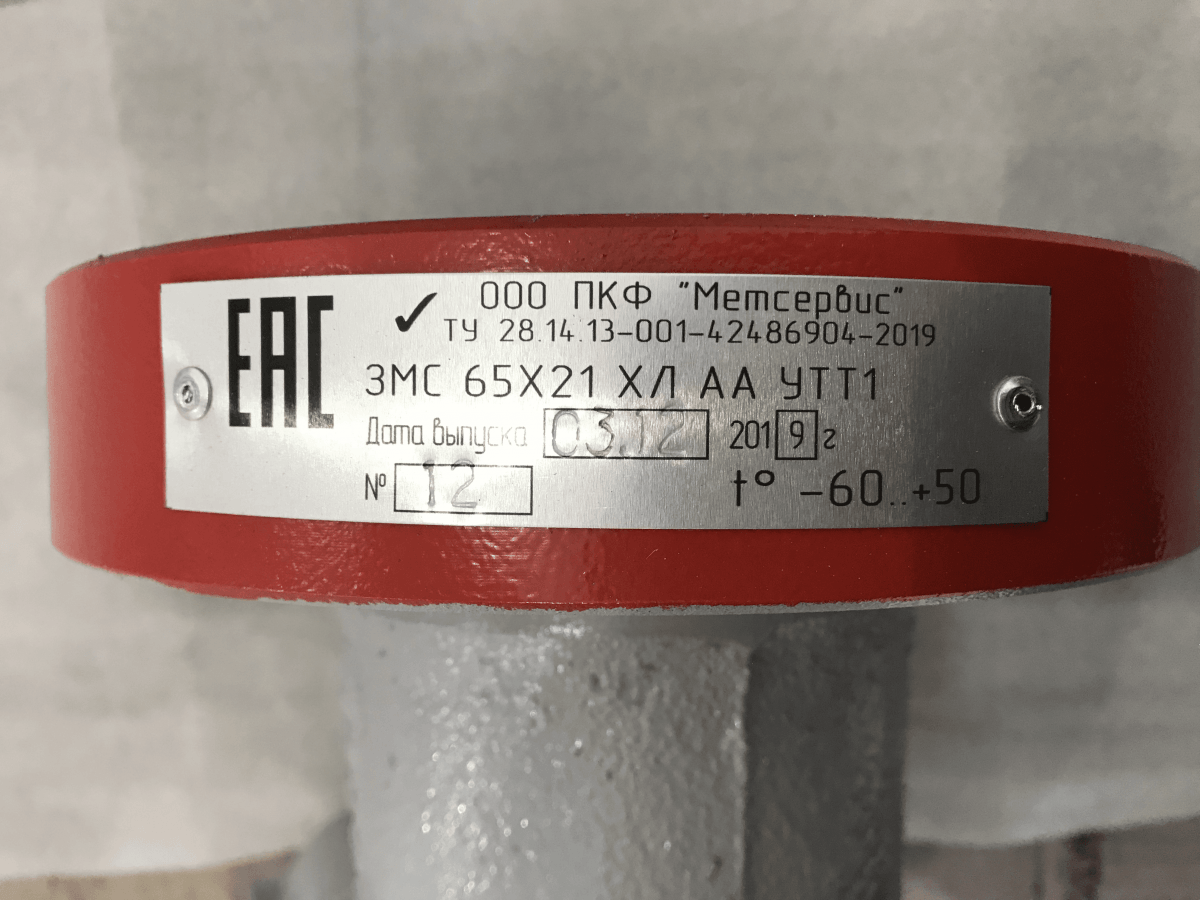 ЕАС
ООО ПКФ "Метсервис"
ТУ 28.14.13-001-42486904-2019
ЗМС 65Х21 ХЛ АА УТТ1
Дата выпуска 03.12 2019г
№ 12 t° -60..+50